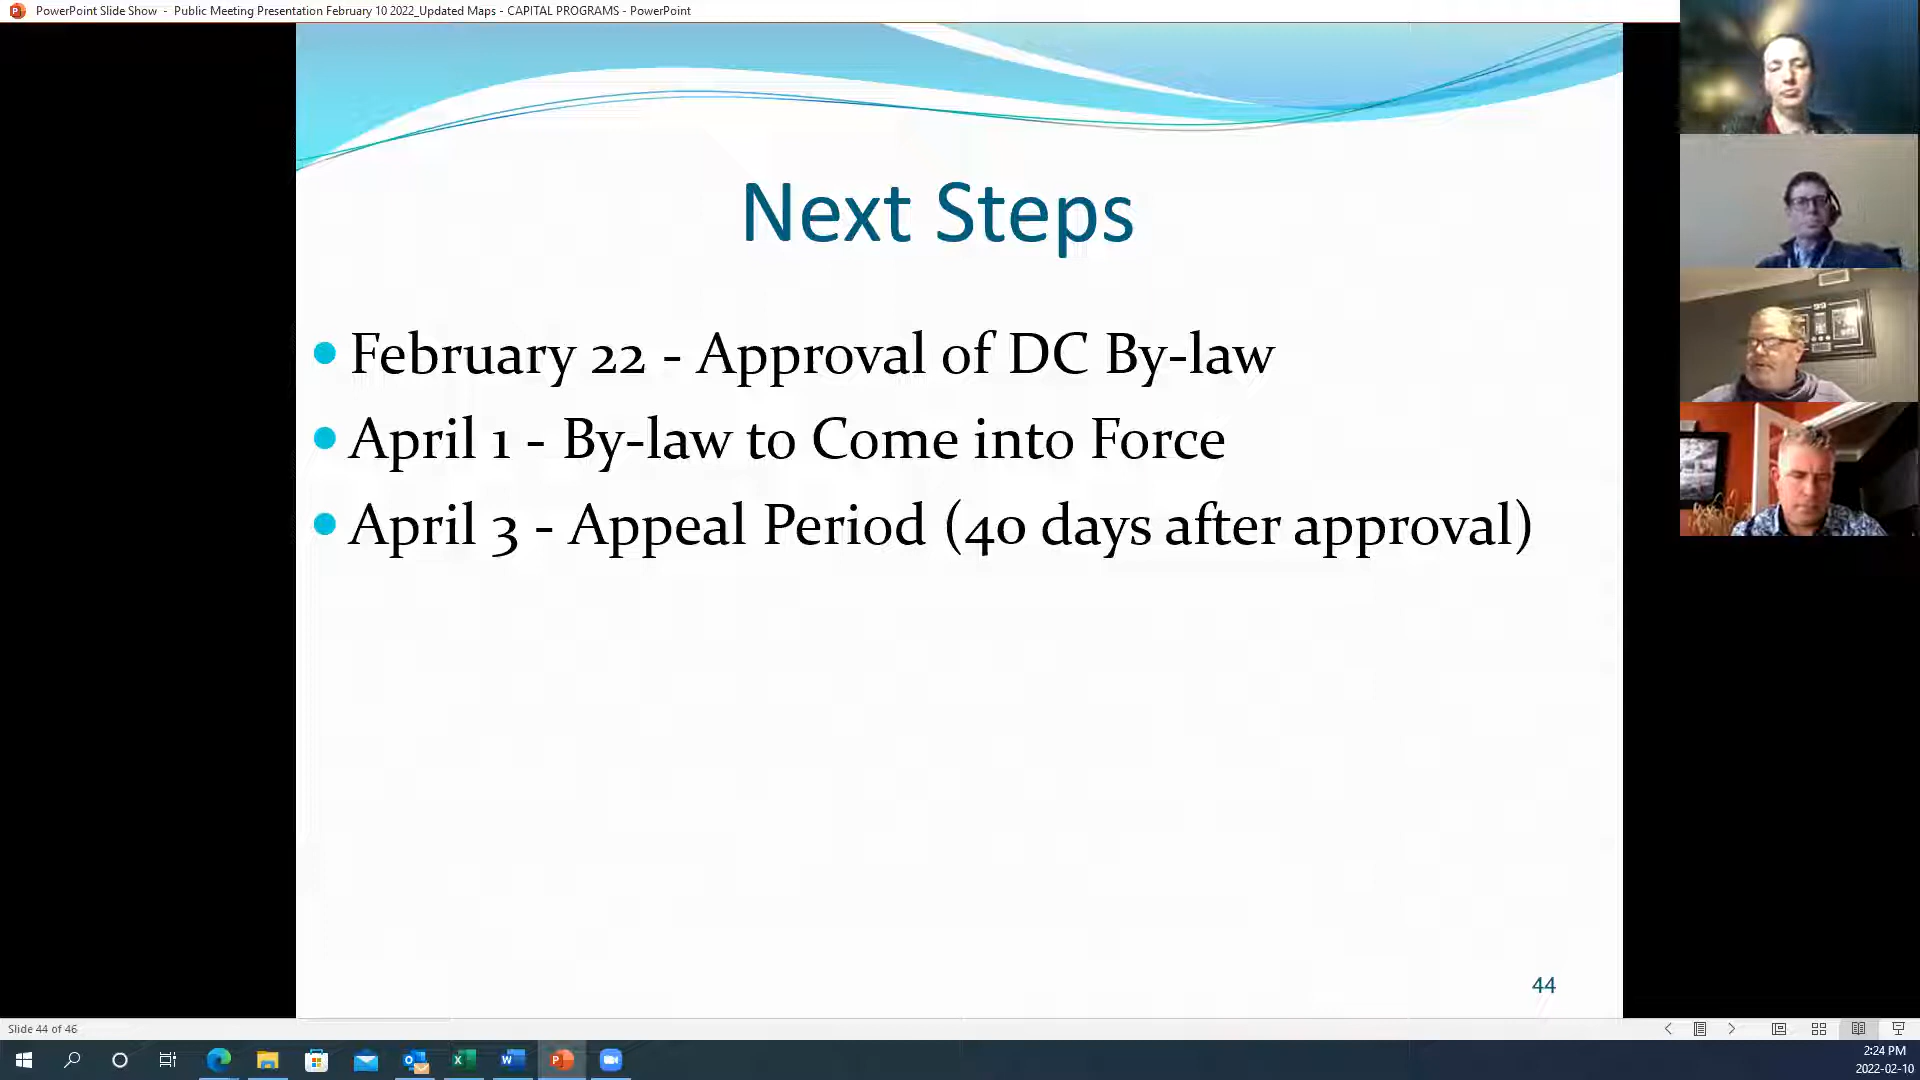 PowerPoint Slide Show - Public Meeting Presentation February 10 2022_Updated Maps - CAPITAL PROGRAMS - PowerPoint
Next Steps
February 22 - Approval of DC By-law
April 1 - By-law to Come into Force
April 3 - Appeal Period (40 days after approval)
44
Slide 44 of 46
2:24 PM
2022-02-10